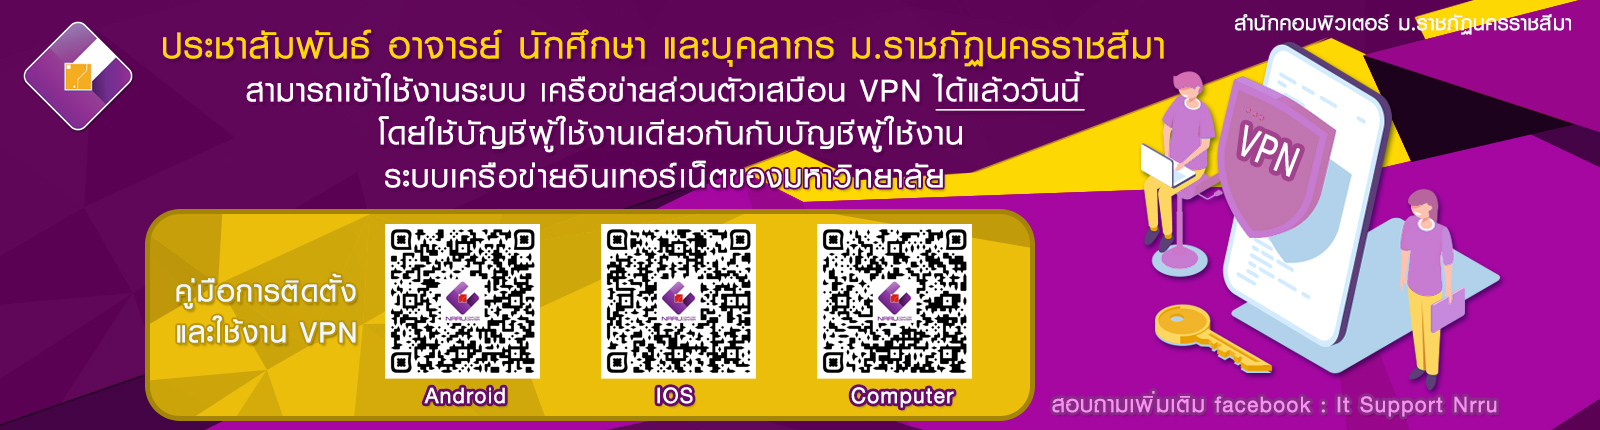 สำนักคอมพิวเตอร์ ม.ราชภัฏนครราชสีมา
ประชาสัมพันธ์ อาจารย์ นักศึกษา และบุคลากร ม.ราชภัฏนครราชสีมา
สามารถเข้าใช้งานระบบ เครือข่ายส่วนตัวเสมือน VPN ได้แล้ววันนี้
โดยใช้บัญชีผู้ใช้งานเดียวกันกับบัญชีผู้ใช้งาน
ระบบเครือข่ายอินเทอร์เน็ตของมหาวิทยาลัย
VPN
คู่มือการติดตั้ง
และใช้งาน VPN
NRRU
NRRU
NRRU
Android
IOS
Computer
สอบถามเพิ่มเติม facebook : It Support Nrru